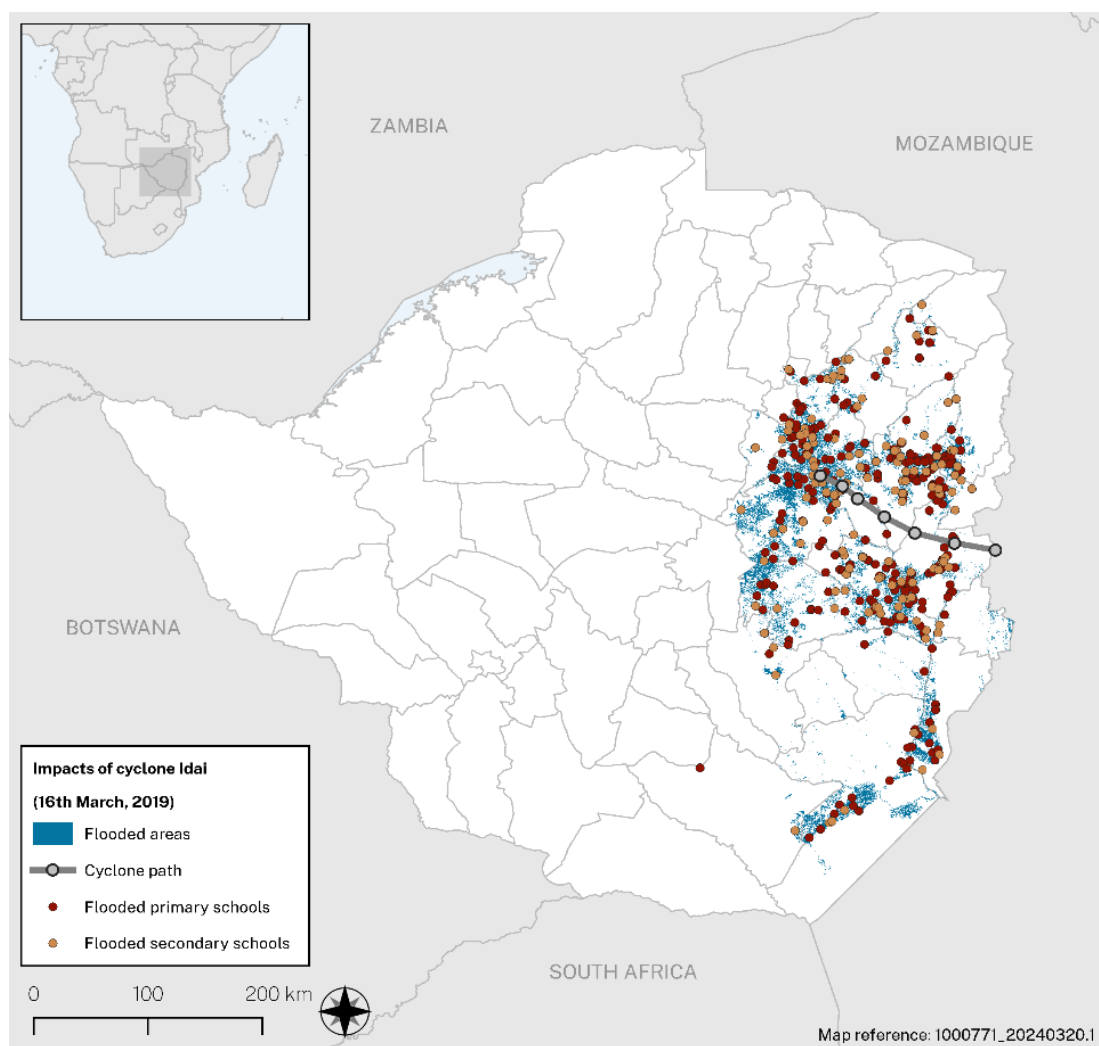 ZAMBIA
MOZAMBIQUE
BOTSWANA
Impacts of cyclone Idai
(16th March, 2019)
Flooded areas
Cyclone path
Flooded primary schools
Flooded secondary schools
SOUTH AFRICA
0 100 200 km
Map reference: 1000771_20240320.1